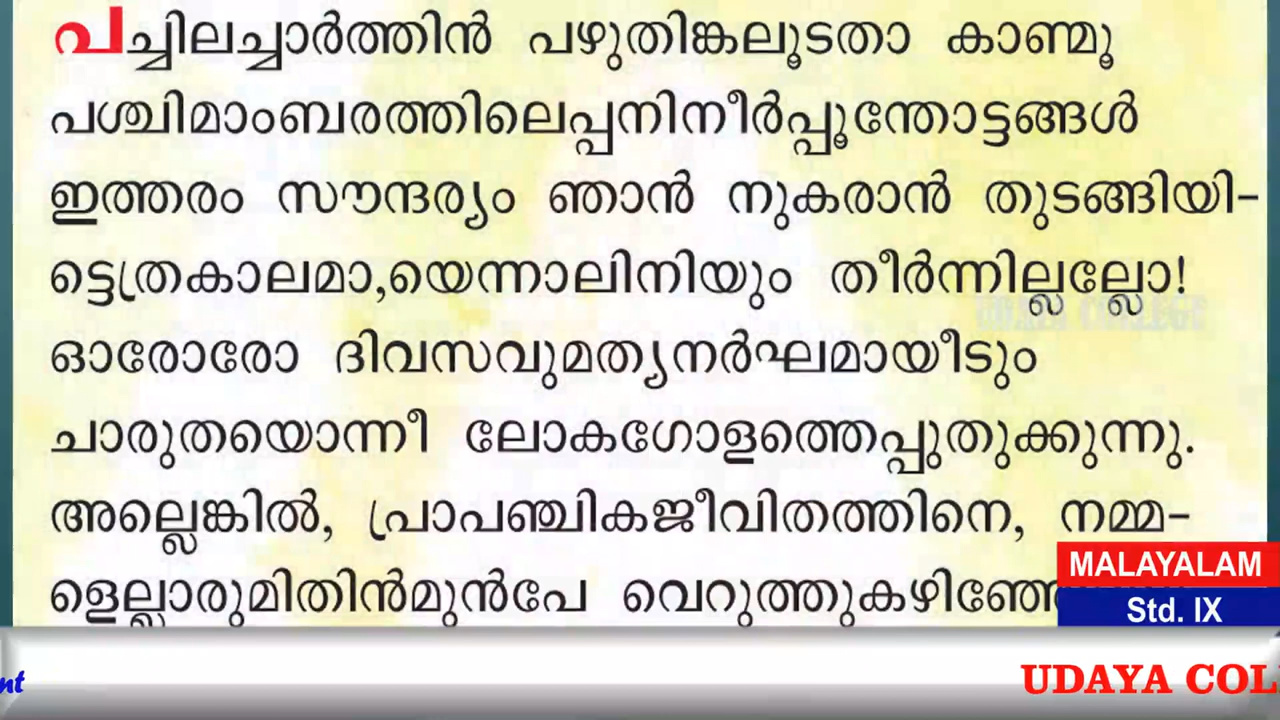 പച്ചിലച്ചാർത്തിൻ പഴുതിങ്കലൂടതാ കാണ്മൂ
പശ്ചിമാംബരത്തിലെപ്പനിനീർപ്പൂന്തോട്ടങ്ങൾ
ഇത്തരം സൗന്ദര്യം ഞാൻ നുകരാൻ തുടങ്ങിയി-
ട്ടെത്രകാലമാ,യെന്നാലിനിയും തീർന്നില്ലല്ലോ!
UDAYA COLLEGE
ഓരോരോ ദിവസവുമത്യനർഘമായീടും
ചാരുതയൊന്നീ ലോകഗോളത്തെപ്പുതുക്കുന്നു.
അല്ലെങ്കിൽ, പ്രാപഞ്ചികജീവിതത്തിനെ, നമ്മ-
ളെല്ലാരുമിതിൻമുൻപേ
MALAYALAM
Std. IX
UDAYA COL